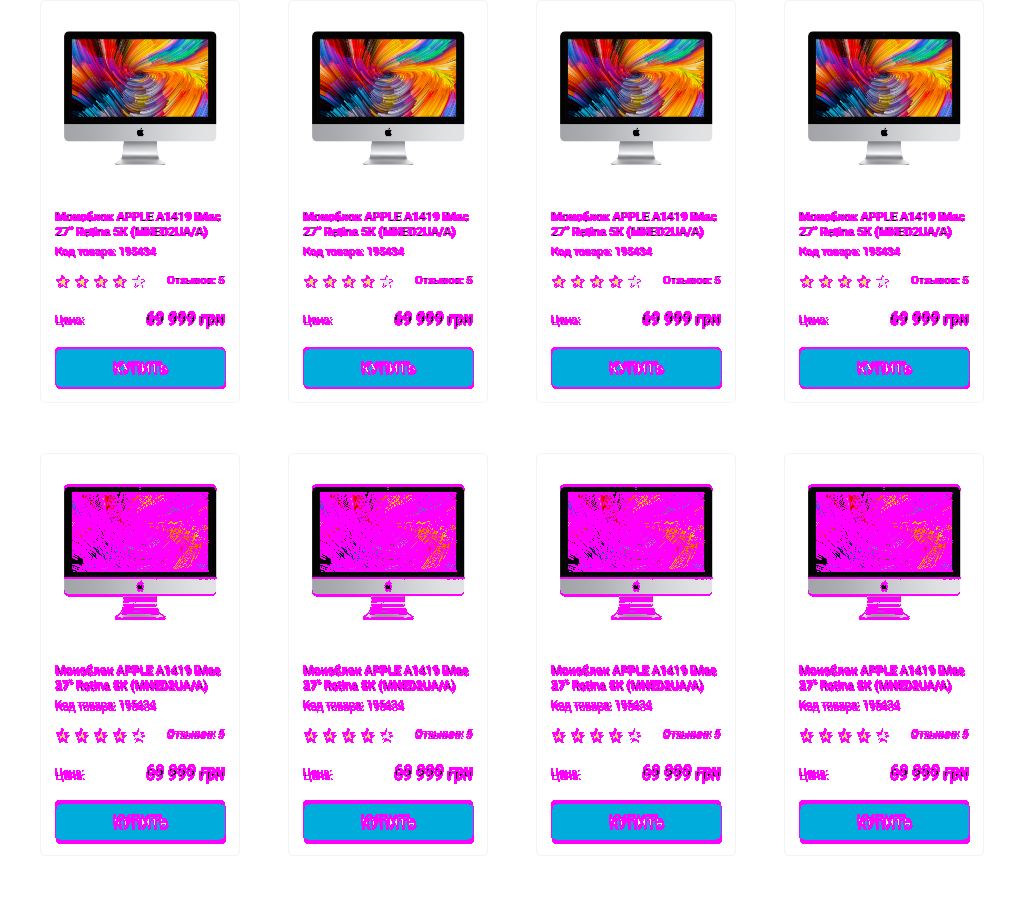 Моноблок APPLE A1419 iMac Моноблок APPLE A1419 iMac Моноблок APPLE A1419 iMac Моноблок APPLE A1419 iMac
27" Retina 5K (MNED2UA/A) 27" Retina 5K (MNED2UA/A) 27" Retina 5K (MNED2UA/A) 27" Retina 5K (MNED2UA/A)
Код товара: 195434 Код товара: 195434 Код товара: 195434 Код товара: 195434
Отзывов: 5 Отзывов: 5 Отзывов: 5 Отзывов: 5
Цена: 69 999 грн Цена: 69 999 грн Цена: 69 999 грн Цена: 69 999 грн
КУПИТЬ КУПИТЬ КУПИТЬ КУПИТЬ
Моноблок APPLE A1419 iMac Моноблок APPLE A1419 iMac Моноблок APPLE A1419 iMac Моноблок APPLE A1419 iMac
27" Retina 5K (MNED2UA/A) 27" Retina 5K (MNED2UA/A) 27" Retina 5K (MNED2UA/A) 27" Retina 5K (MNED2UA/A)
Код товара: 195434 Код товара: 195434 Код товара: 195434 Код товара: 195434
Отзывов: 5 Отзывов: 5 Отзывов: 5 Отзывов: 5
Цена: 69 999 грн Цена: 69 999 грн Цена: 69 999 грн Цена: 69 999 грн
КУПИТЬ КУПИТЬ КУПИТЬ КУПИТЬ